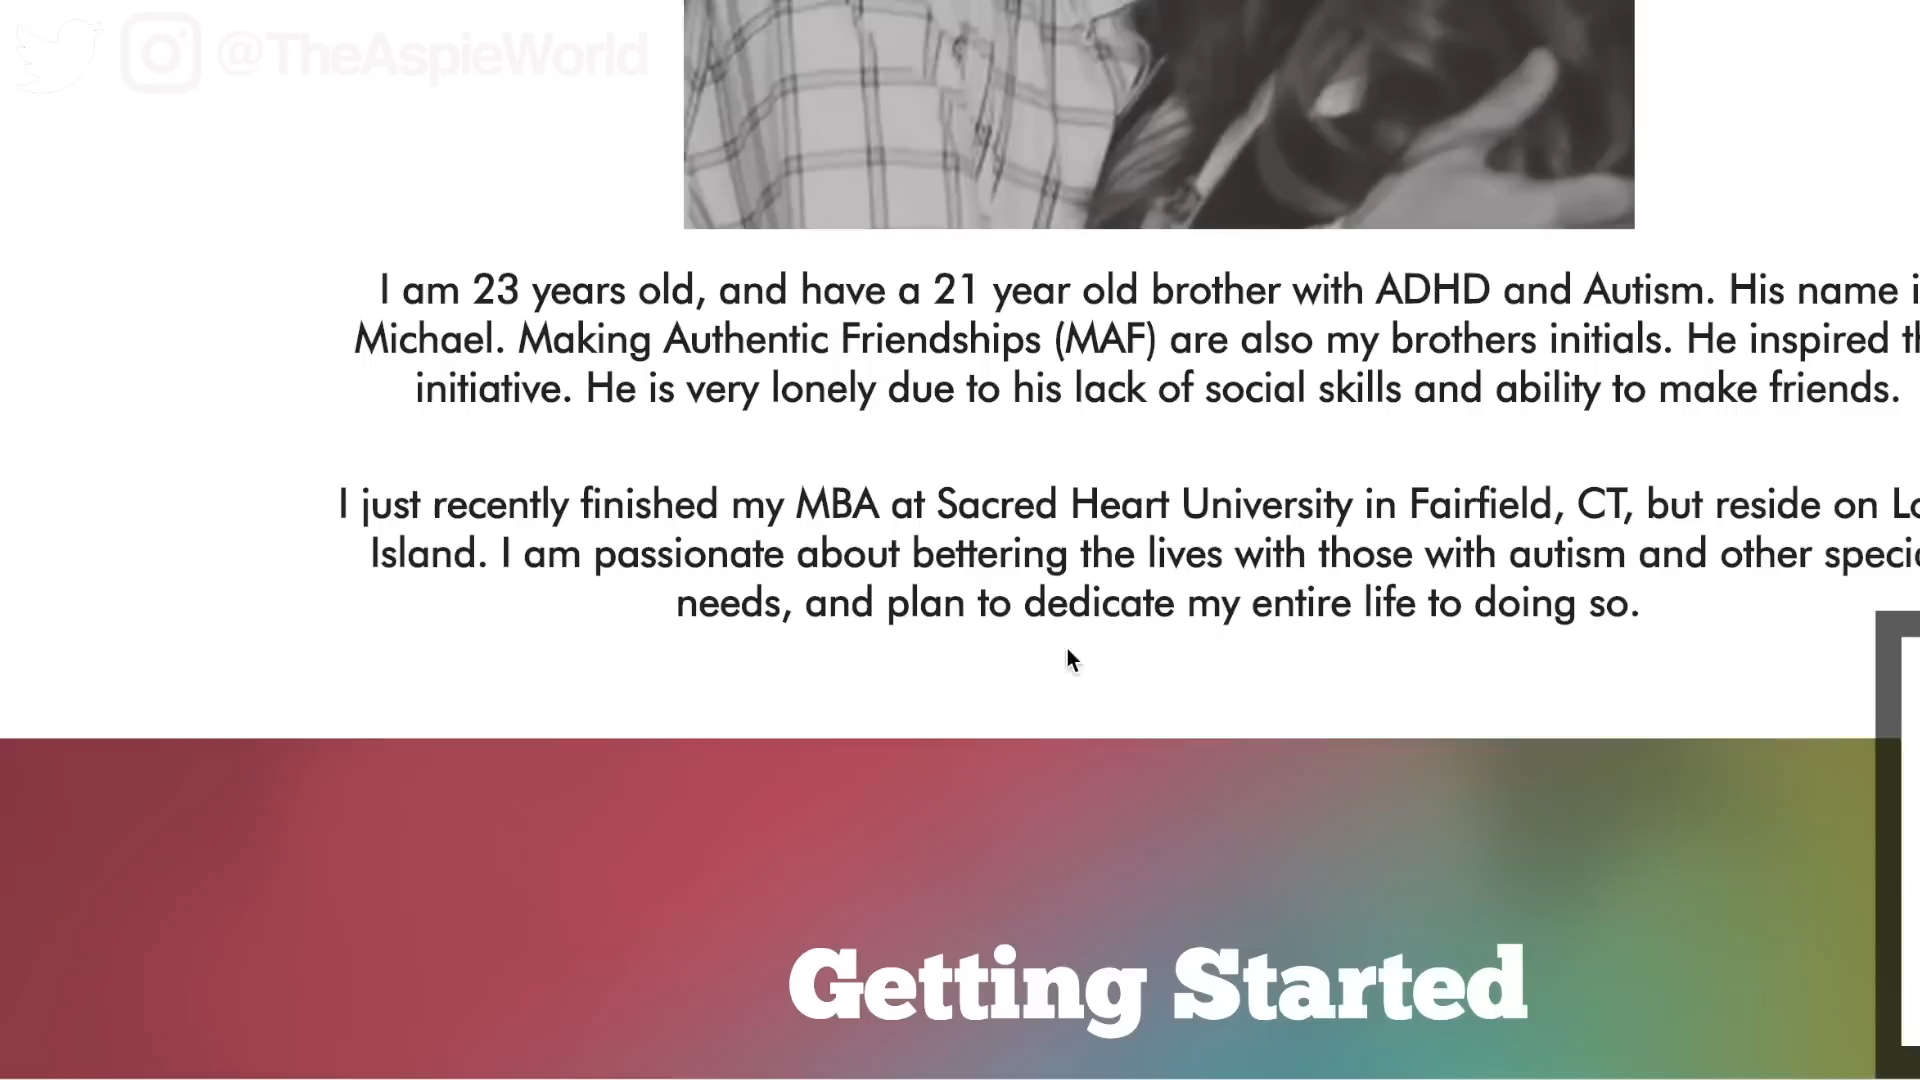 @TheAspieWorld
I am 23 years old, and have a 21 year old brother with ADHD and Autism. His name
Michael. Making Authentic Friendships (MAF) are also my brothers initials. He inspired
initiative. He is very lonely due to his lack of social skills and ability to make friends.
I just recently finished my MBA at Sacred Heart University in Fairfield, CT, but reside on
Island. I am passionate about bettering the lives with those with autism and other
needs, and plan to dedicate my entire life to doing so.
Getting Started